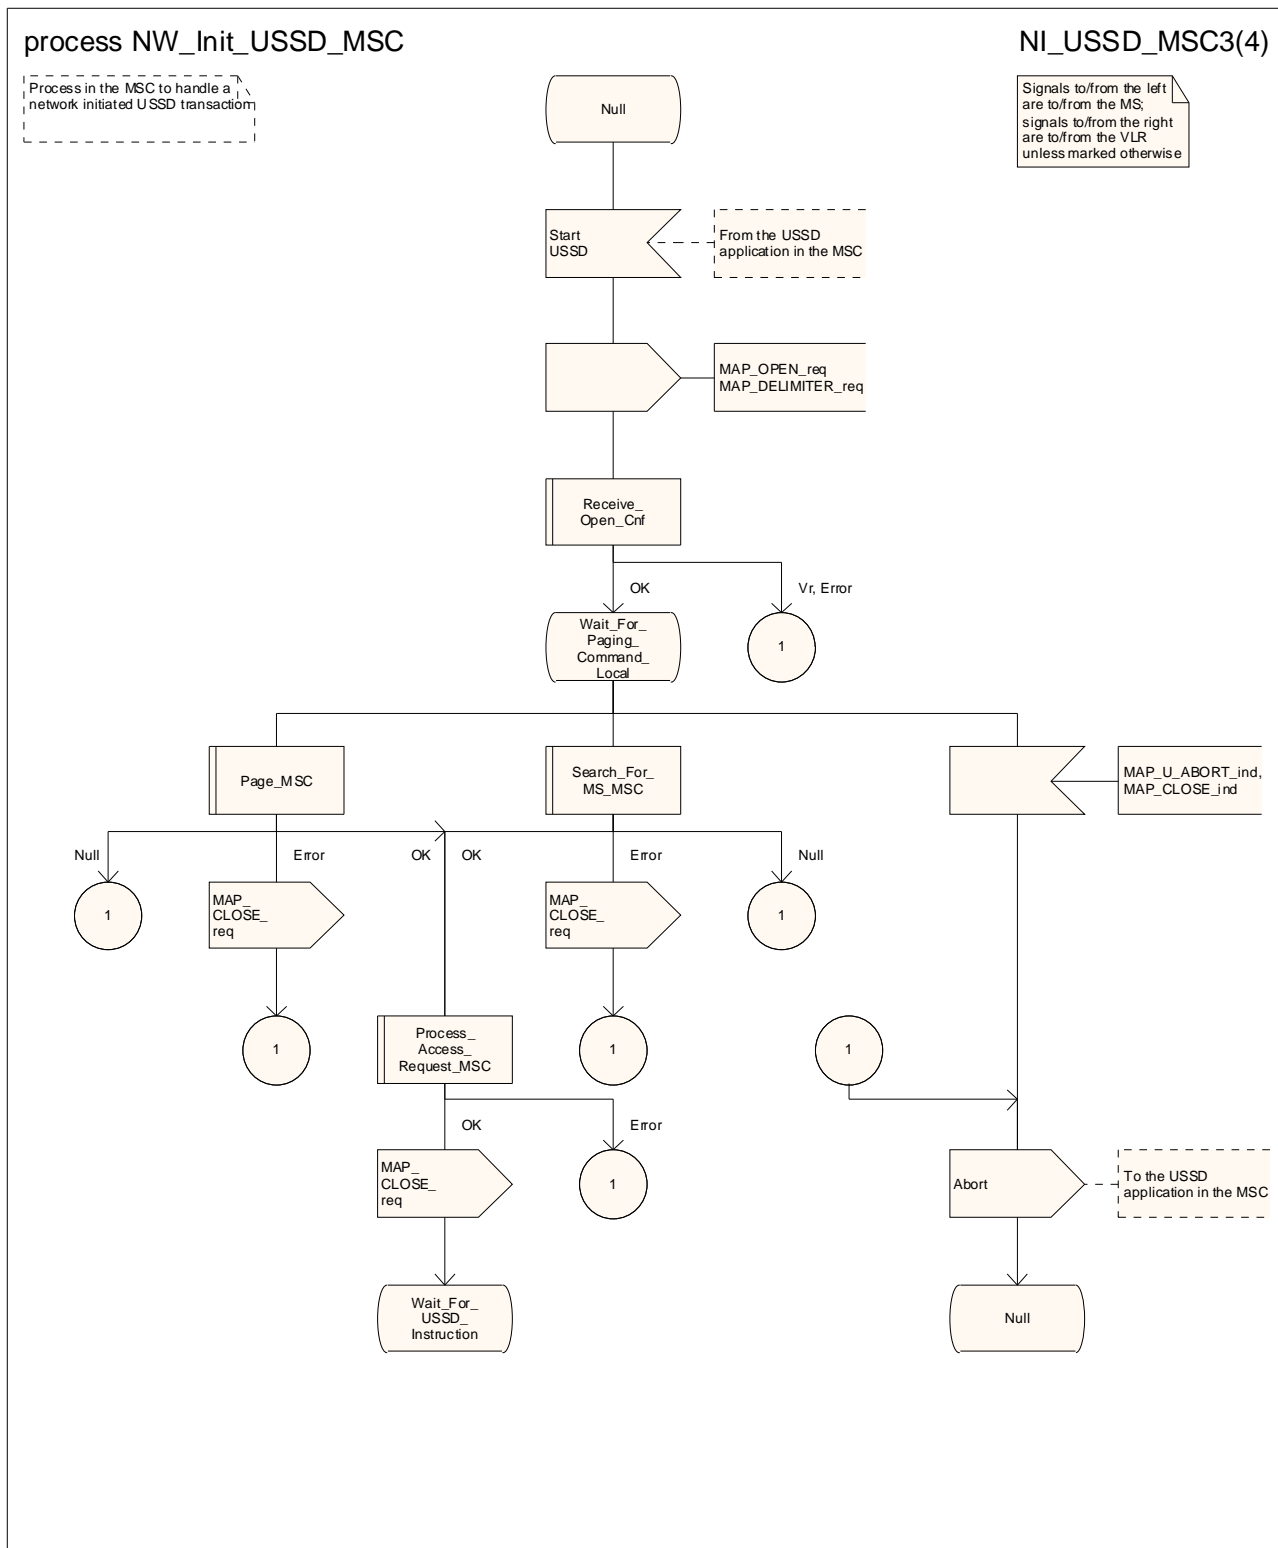 process NW_Init_USSD_MSC
NI_USSD_MSC3(4)
Process in the MSC to handle a
network initiated USSD transaction
Signals to/from the left
are to/from the MS;
signals to/from the right
are to/from the VLR
unless marked otherwise
Null
Start
USSD
From the USSD
application in the MSC
MAP_OPEN_req
MAP_DELIMITER_req
Receive_
Open_Cnf
OK
Vr, Error
Wait_For_
Paging_
Command_
Local
1
Page_MSC
Search_For_
MS_MSC
MAP_U_ABORT_ind,
MAP_CLOSE_ind
Null
Error
OK
OK
Error
Null
1
MAP_
CLOSE_
req
MAP_
CLOSE_
req
1
1
Process_
Access_
Request_MSC
1
1
OK
Error
MAP_
CLOSE_
req
1
Abort
To the USSD
application in the MSC
Wait_For_
USSD_
Instruction
Null